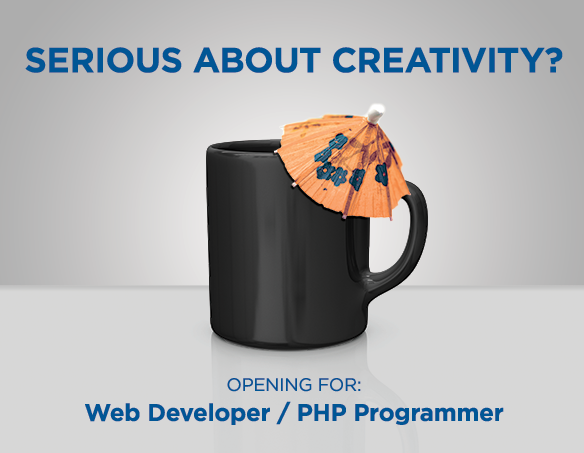 SERIOUS ABOUT CREATIVITY?
OPENING FOR:
Web Developer / PHP Programmer